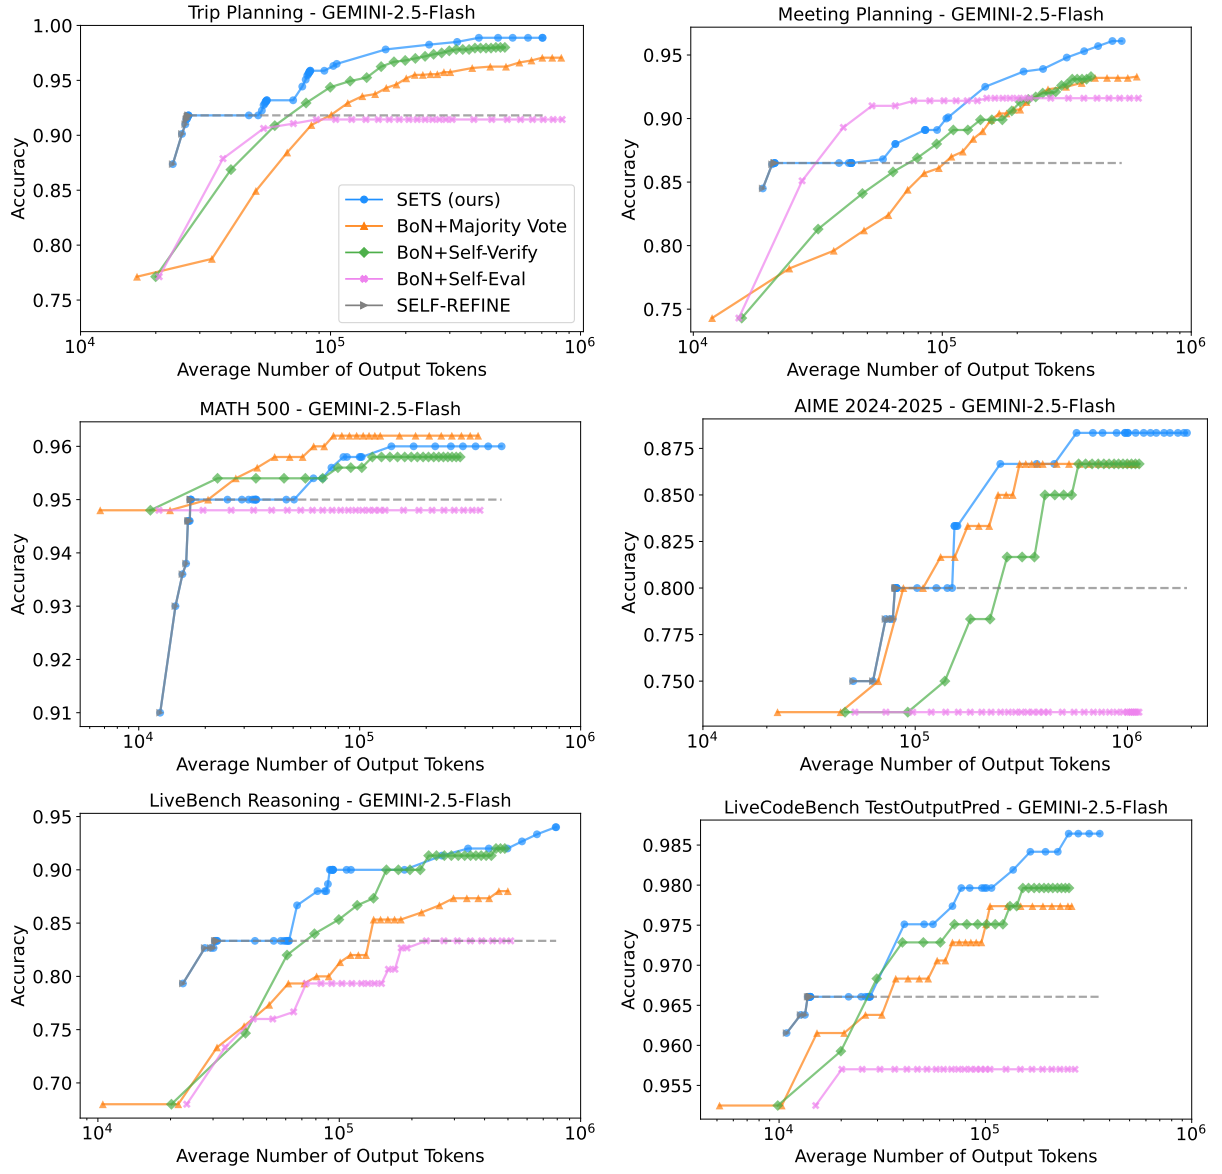 Trip Planning - GEMINI-2.5-Flash
1.00
0.95
0.90
0.85
0.80
0.75
Accuracy
10^4
10^5
10^6
Average Number of Output Tokens
SETS (ours)
BoN+Majority Vote
BoN+Self-Verify
BoN+Self-Eval
SELF-REFINE
Meeting Planning - GEMINI-2.5-Flash
0.95
0.90
0.85
0.80
0.75
Accuracy
10^4
10^5
10^6
Average Number of Output Tokens
MATH 500 - GEMINI-2.5-Flash
0.96
0.95
0.94
0.93
0.92
0.91
Accuracy
10^4
10^5
10^6
Average Number of Output Tokens
AIME 2024-2025 - GEMINI-2.5-Flash
0.875
0.850
0.825
0.800
0.775
0.750
Accuracy
10^4
10^5
10^6
Average Number of Output Tokens
LiveBench Reasoning - GEMINI-2.5-Flash
0.95
0.90
0.85
0.80
0.75
0.70
Accuracy
10^4
10^5
10^6
Average Number of Output Tokens
LiveCodeBench TestOutputPred - GEMINI-2.5-Flash
0.985
0.980
0.975
0.970
0.965
0.960
0.955
Accuracy
10^4
10^5
10^6
Average Number of Output Tokens